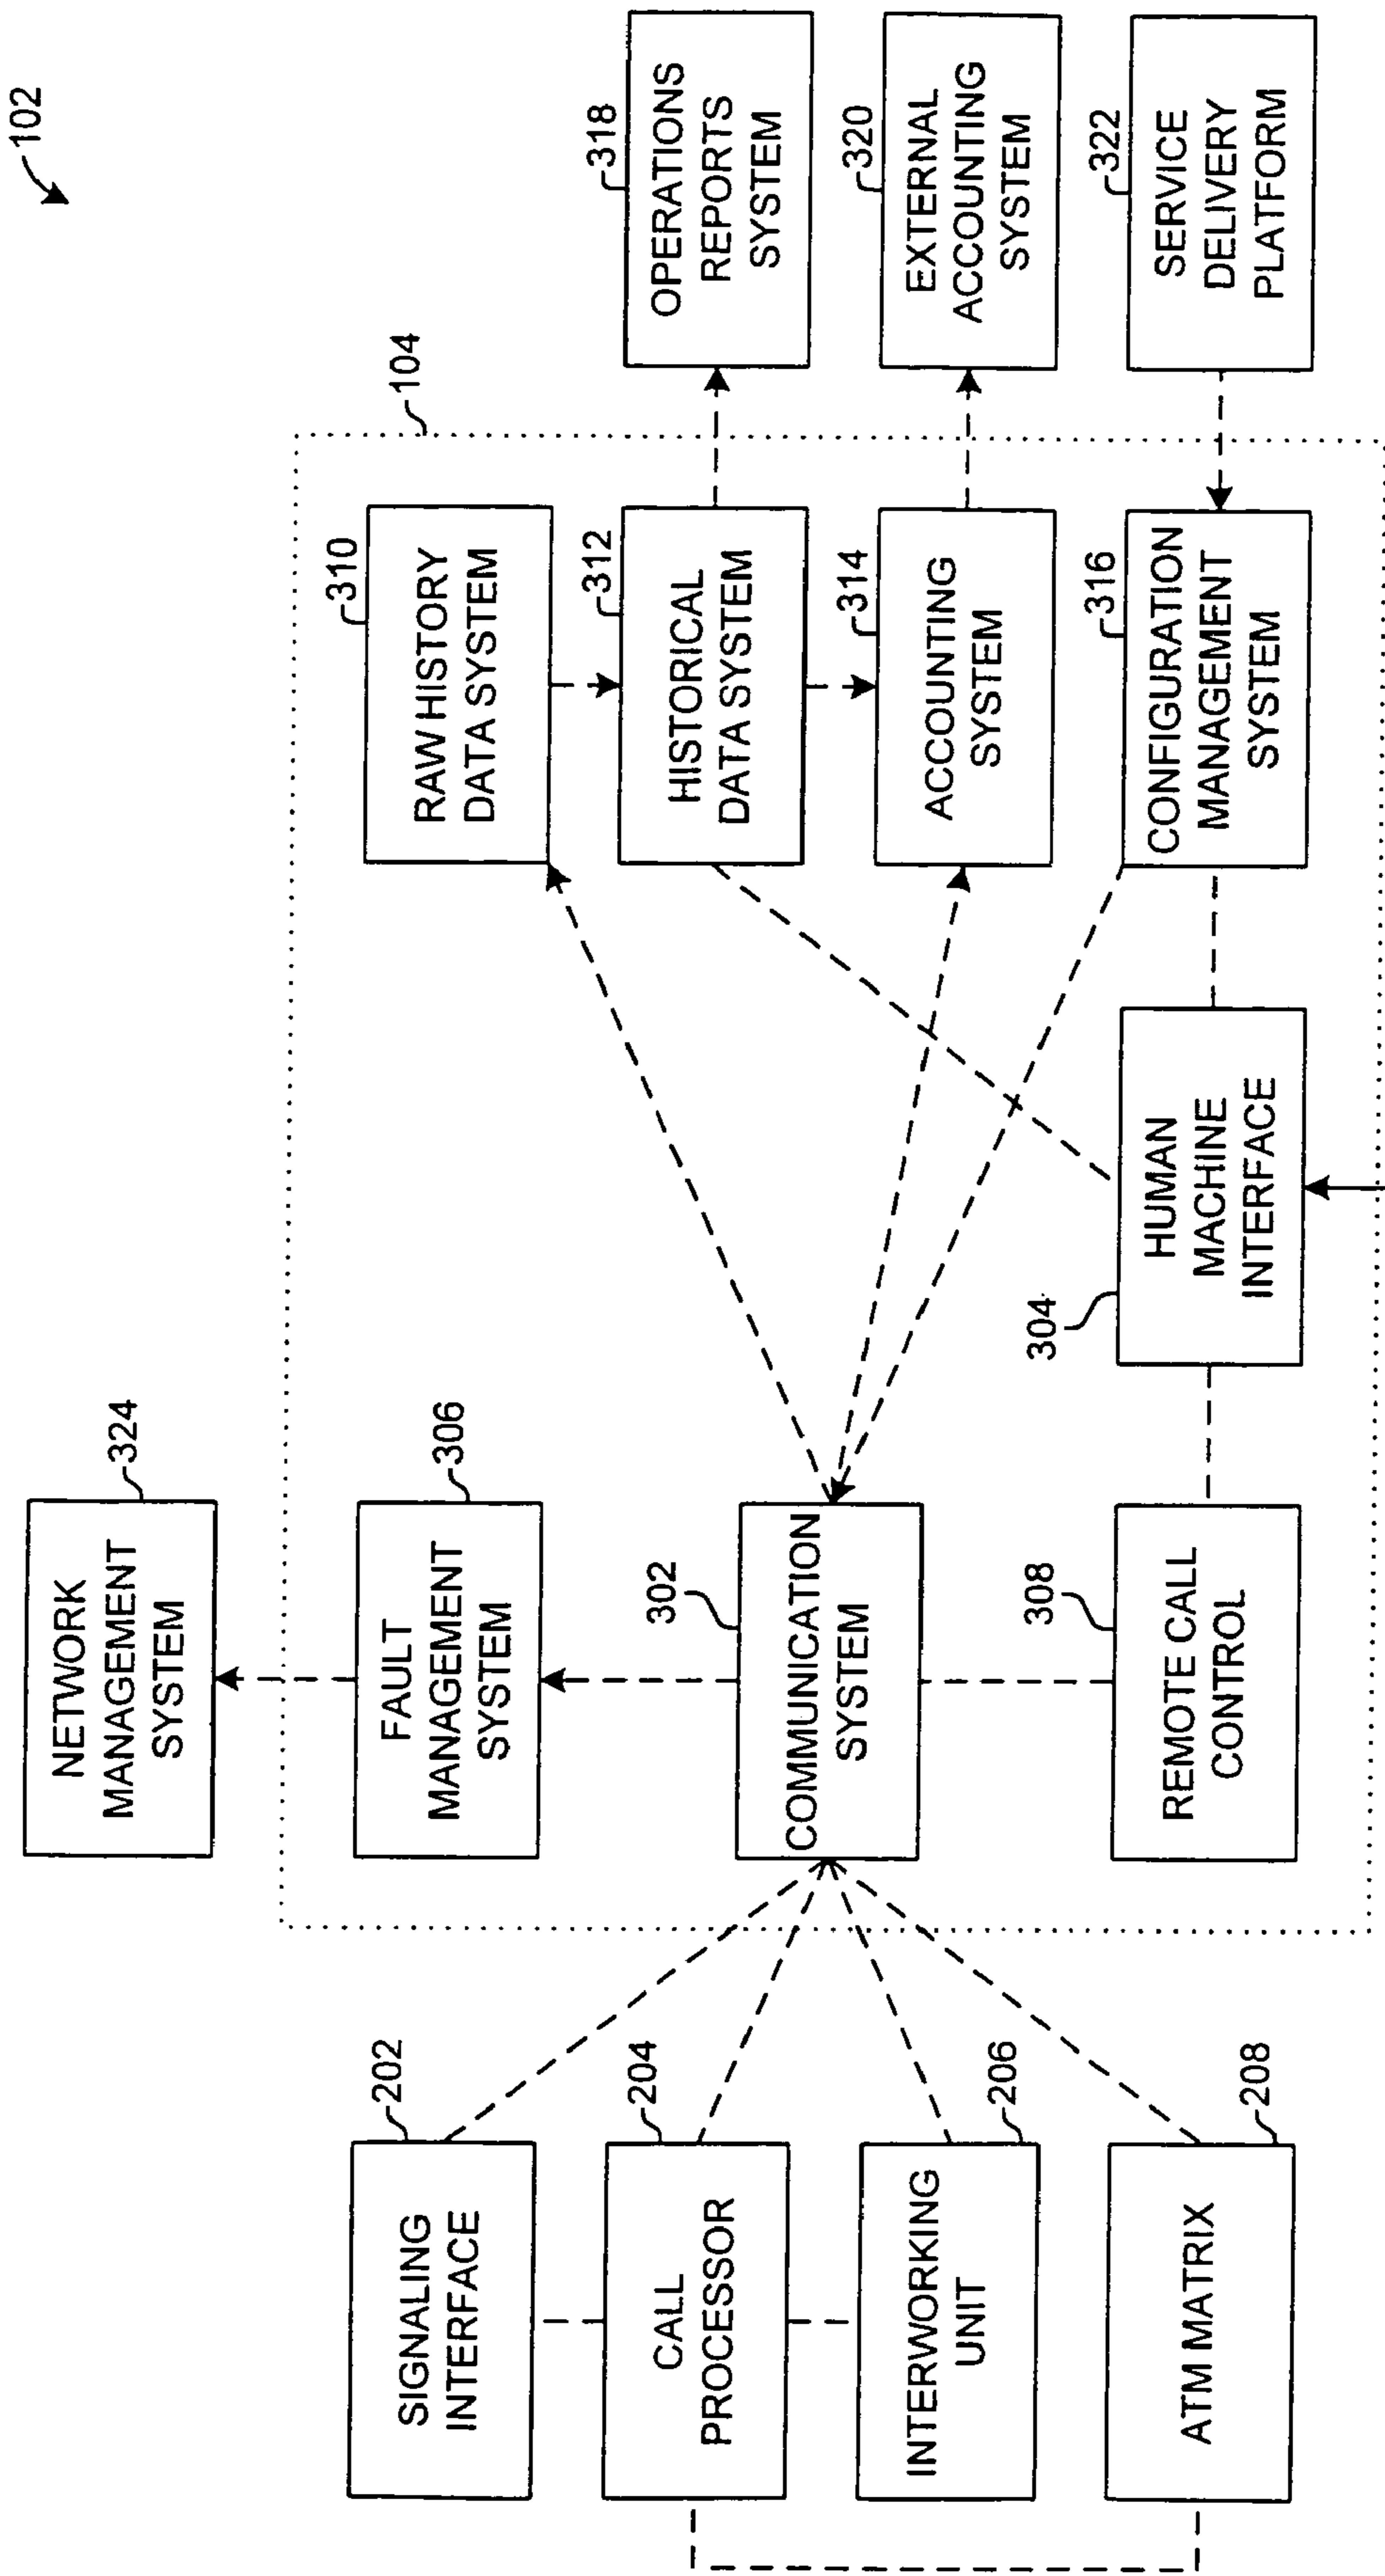 102
NETWORK
MANAGEMENT
SYSTEM
324
104
SIGNALING
INTERFACE
202
FAULT
MANAGEMENT
SYSTEM
306
RAW HISTORY
DATA SYSTEM
310
CALL
PROCESSOR
204
HISTORICAL
DATA SYSTEM
312
OPERATIONS
REPORTS
SYSTEM
318
COMMUNICATION
SYSTEM
302
INTERWORKING
UNIT
206
ACCOUNTING
SYSTEM
314
EXTERNAL
ACCOUNTING
SYSTEM
320
ATM MATRIX
208
REMOTE CALL
CONTROL
308
HUMAN
MACHINE
INTERFACE
304
CONFIGURATION
MANAGEMENT
SYSTEM
316
SERVICE
DELIVERY
PLATFORM
322